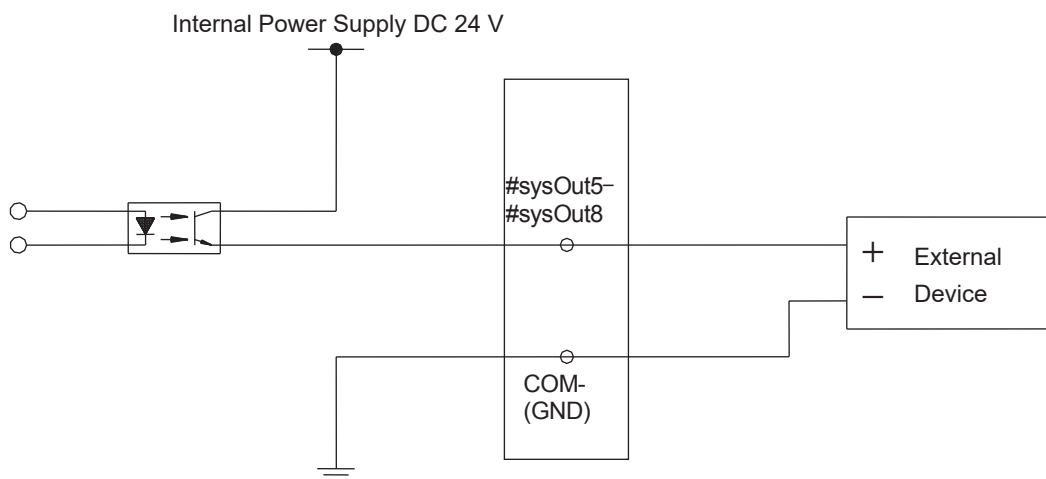 Internal Power Supply DC 24 V
#sysOut5−
#sysOut8
+ External
− Device
COM-
(GND)